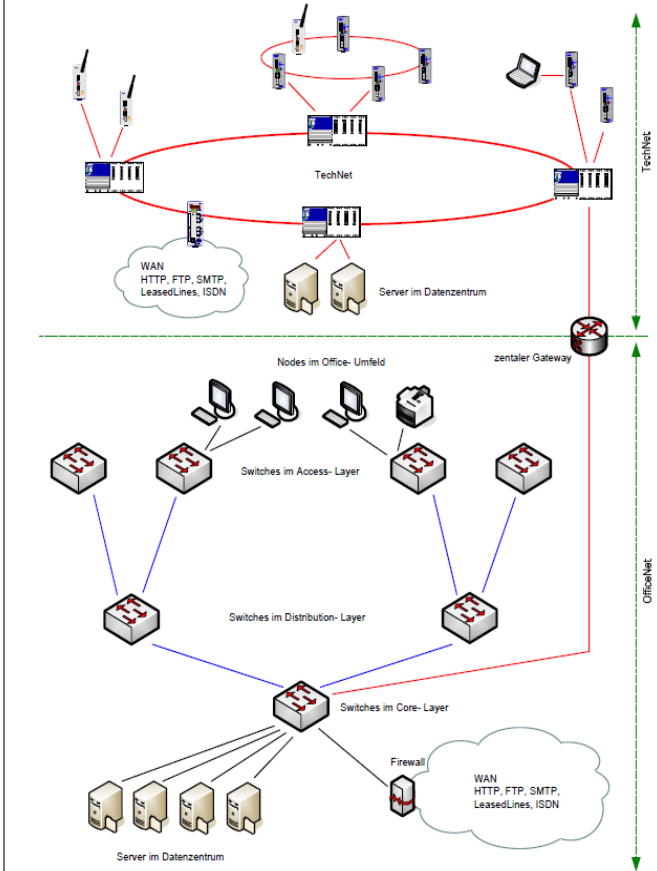 TechNet
TechNet
WAN
HTTP, FTP, SMTP,
LeasedLines, ISDN
Server im Datenzentrum
zentaler Gateway
Nodes im Office- Umfeld
Switches im Access- Layer
OfficeNet
Switches im Distribution- Layer
Switches im Core- Layer
Firewall
WAN
HTTP, FTP, SMTP,
LeasedLines, ISDN
Server im Datenzentrum